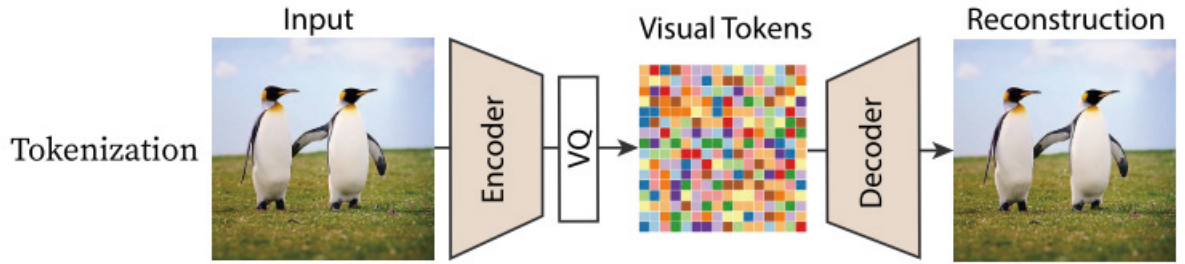 Input
Visual Tokens
Reconstruction
Tokenization
Encoder
VQ
Decoder